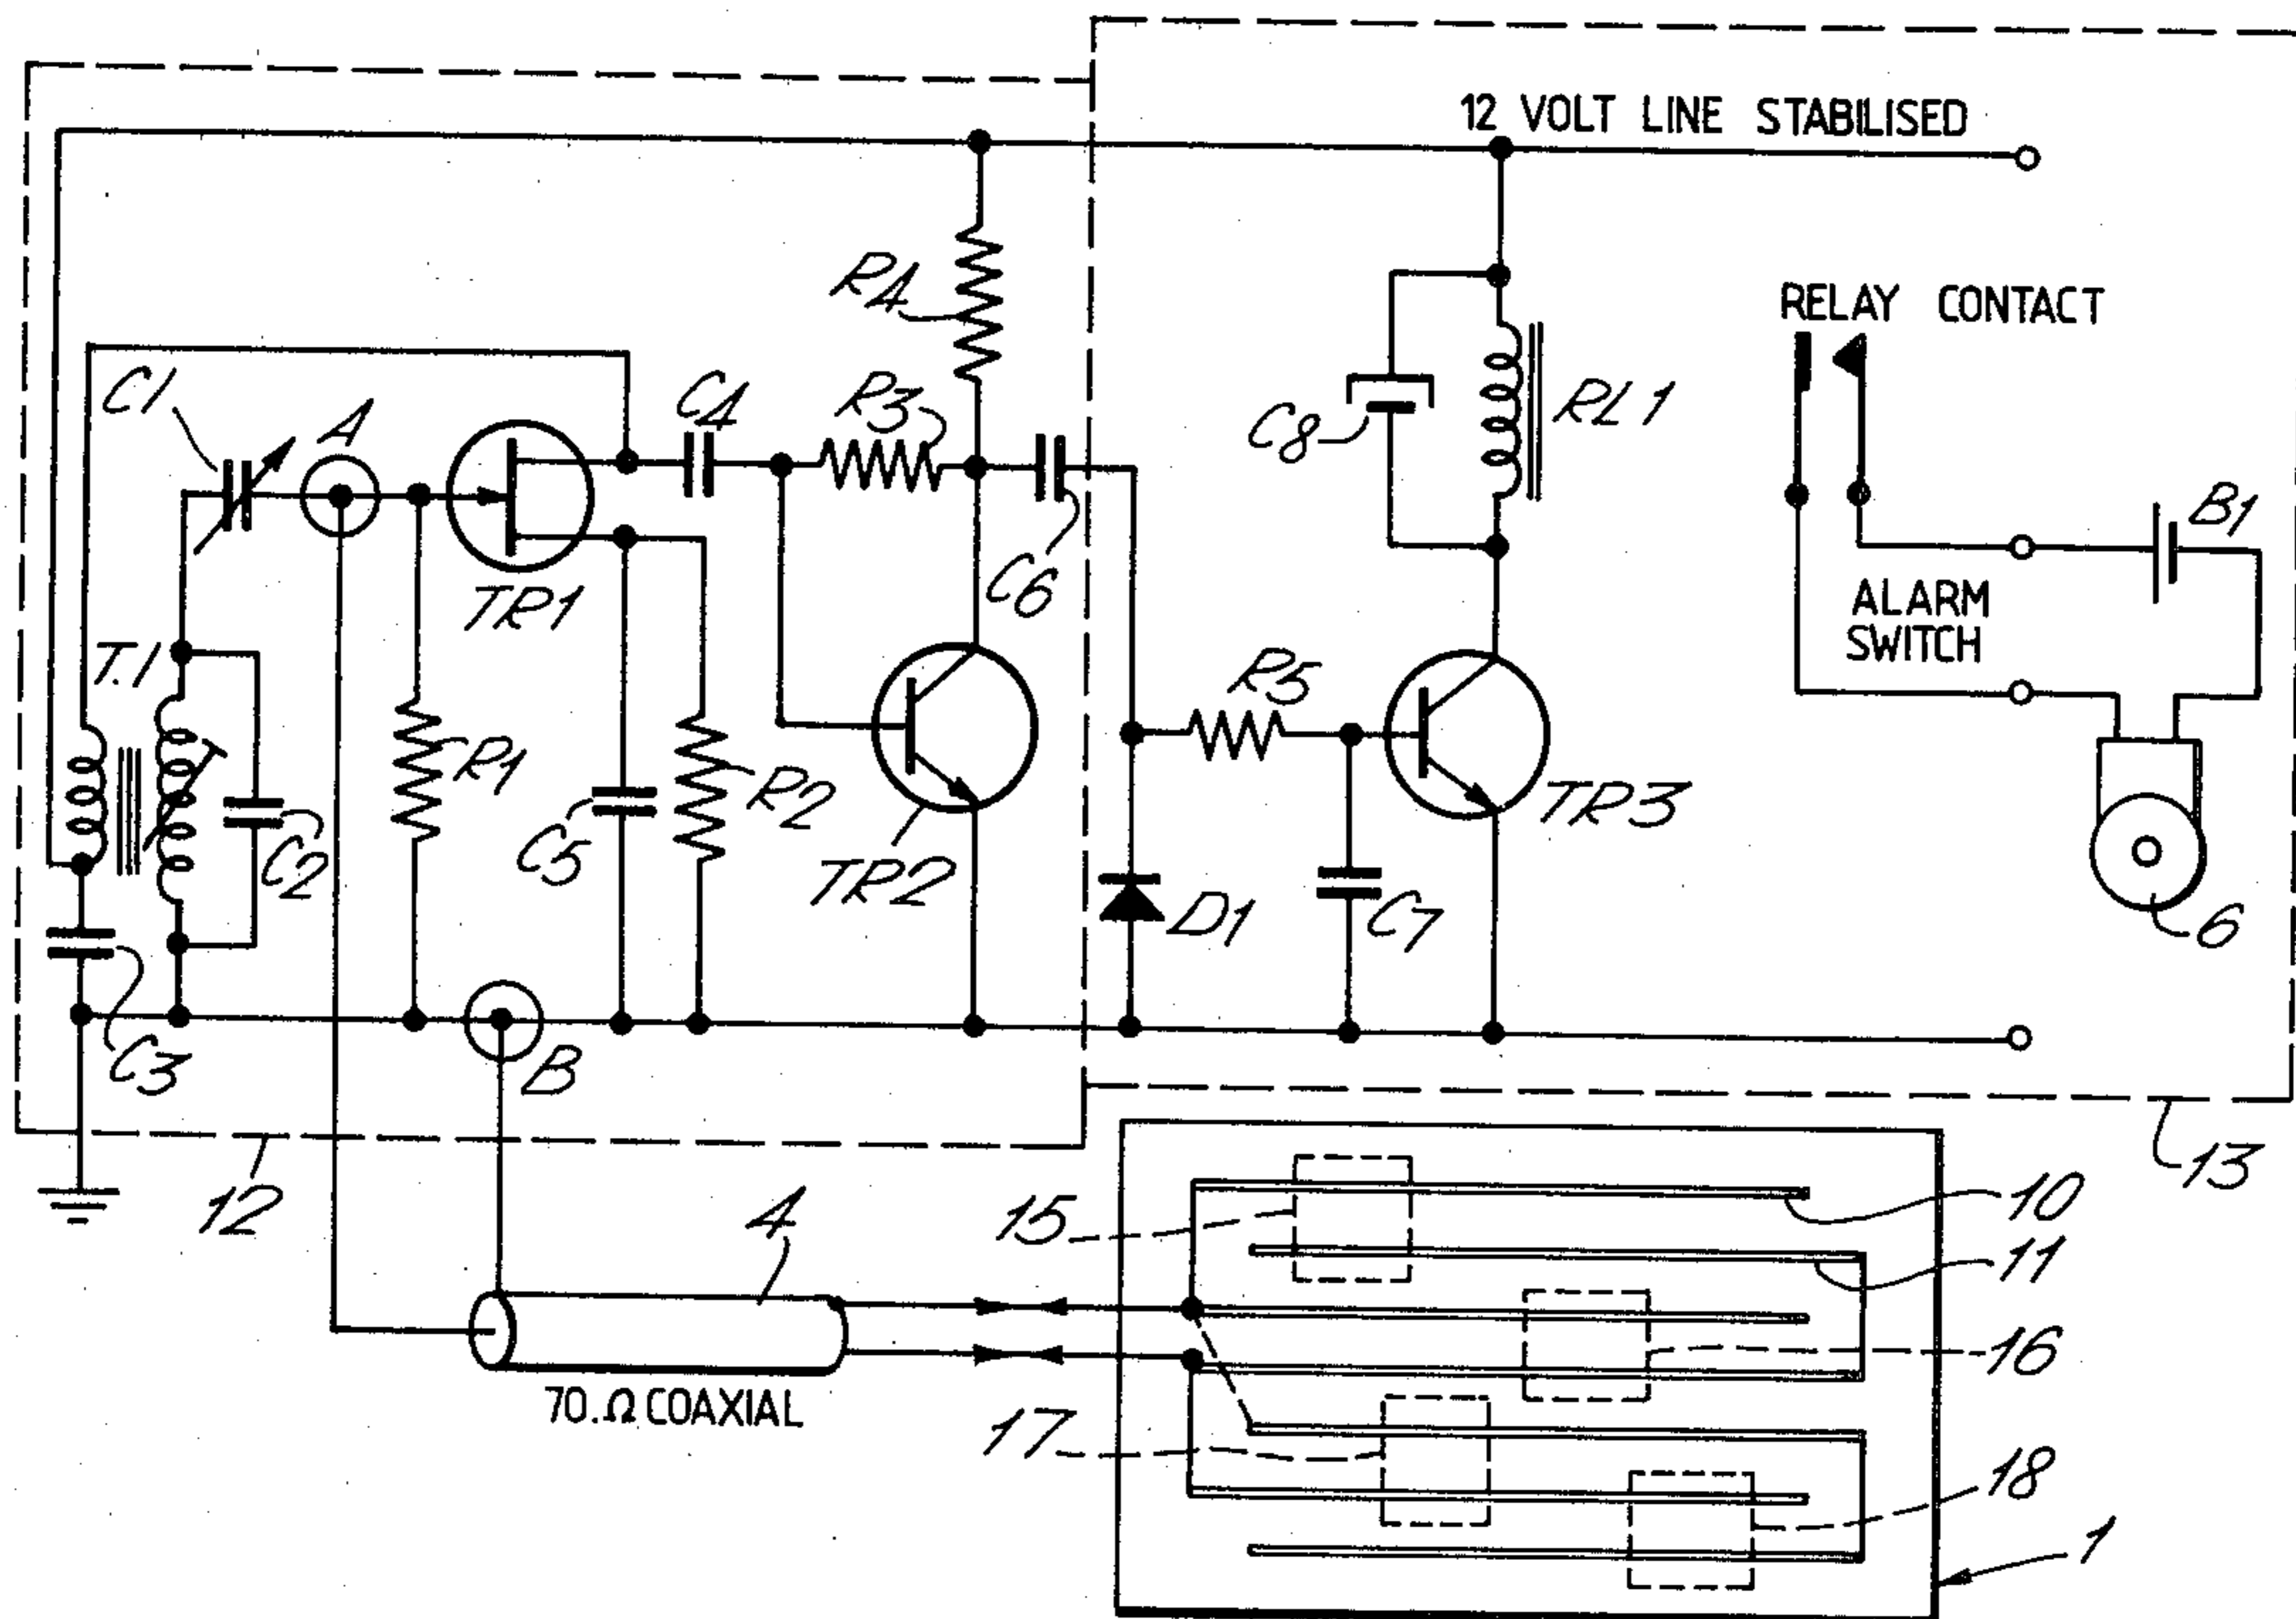 12 VOLT LINE STABILISED
R4
RELAY CONTACT
C1
A
C4
R3
C8
RL1
B1
TR1
C6
ALARM
SWITCH
T.1
R5
R1
R2
TR3
C2
C5
TR2
D1
C7
6
C3
B
12
13
4
15
10
11
16
70.Ω COAXIAL
17
18
1